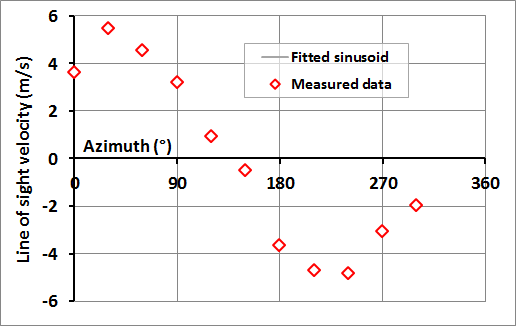 6
4
2
0
-2
-4
-6
Line of sight velocity (m/s)
Fitted sinusoid
Measured data
Azimuth (°)
0 90 180 270 360